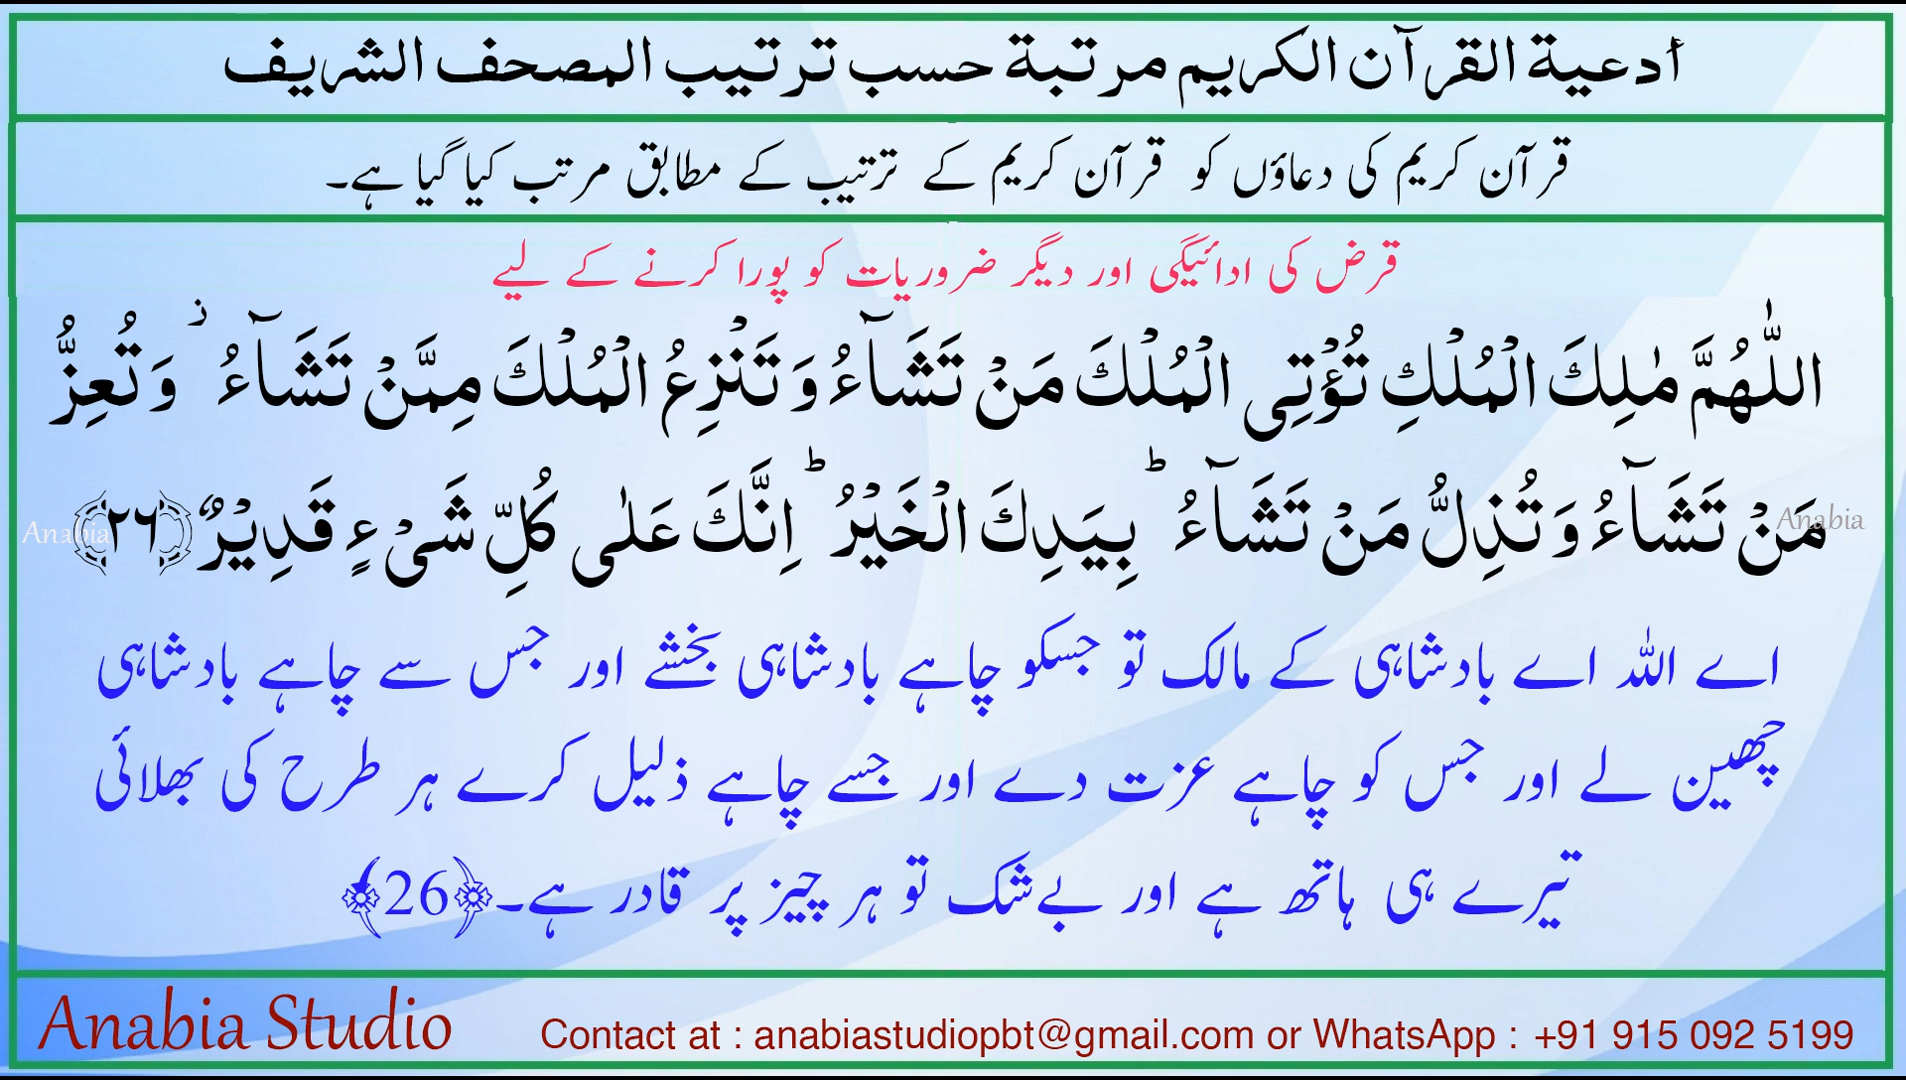 أدعية القرآن الكريم مرتبة حسب ترتيب المصحف الشريف
قرآن کریم کی دعاؤں کو قرآن کریم کے ترتیب کے مطابق مرتب کیا گیا ہے۔
قرض کی ادائیگی اور دیگر ضروریات کو پورا کرنے کے لیے
اللّٰهُمَّ مٰلِكَ الۡمُلۡكِ تُؤۡتِى الۡمُلۡكَ مَنۡ تَشَآءُ وَتَنۡزِعُ الۡمُلۡكَ مِمَّنۡ تَشَآءُ ۫ وَتُعِزُّ
مَنۡ تَشَآءُ وَتُذِلُّ مَنۡ تَشَآءُ‌ ؕ بِيَدِكَ الۡخَيۡرُ‌ ؕ اِنَّكَ عَلٰى كُلِّ شَىۡءٍ قَدِيۡرٌ‏ ﴿۲۶﴾
Anabia
Anabia
اے اللہ اے بادشاہی کے مالک تو جسکو چاہے بادشاہی بخشے اور جس سے چاہے بادشاہی
چھین لے اور جس کو چاہے عزت دے اور جسے چاہے ذلیل کرے ہر طرح کی بھلائی
تیرے ہی ہاتھ ہے اور بےشک تو ہر چیز پر قادر ہے۔﴿26﴾
Anabia Studio
Contact at : anabiastudiopbt@gmail.com or WhatsApp : +91 915 092 5199